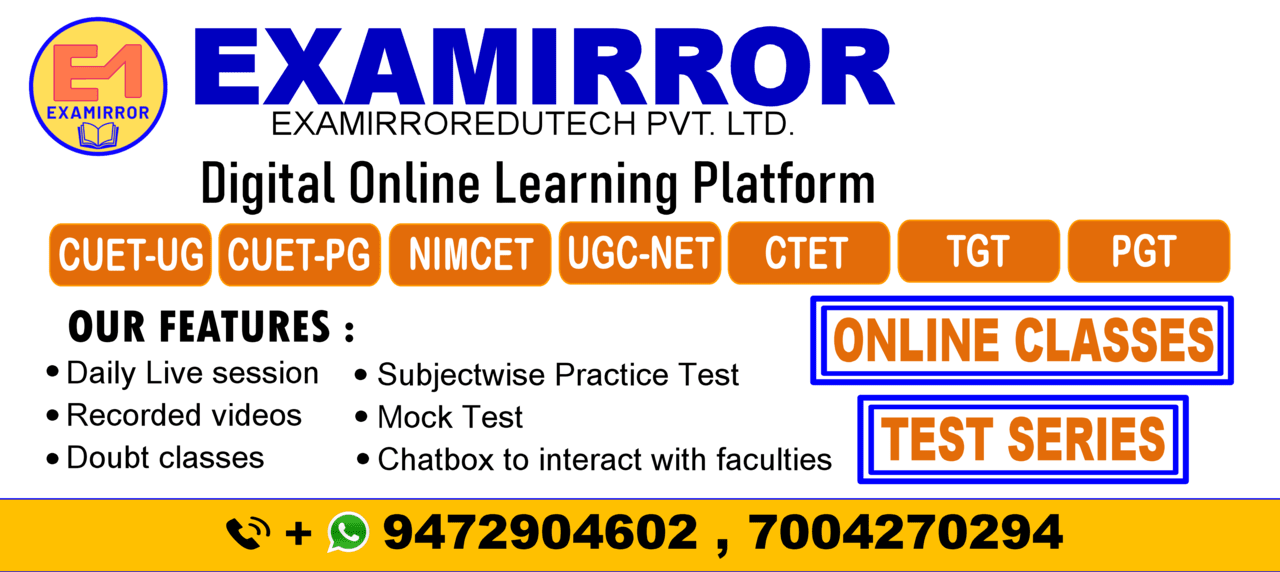 EM
EXAMIRROR
EXAMIRROR
EXAMIRROREDUTECH PVT. LTD.
Digital Online Learning Platform
CUET-UG CUET-PG NIMCET UGC-NET CTET TGT PGT
OUR FEATURES :
• Daily Live session
• Recorded videos
• Doubt classes
• Subjectwise Practice Test
• Mock Test
• Chatbox to interact with faculties
ONLINE CLASSES
TEST SERIES
+ 9472904602 , 7004270294